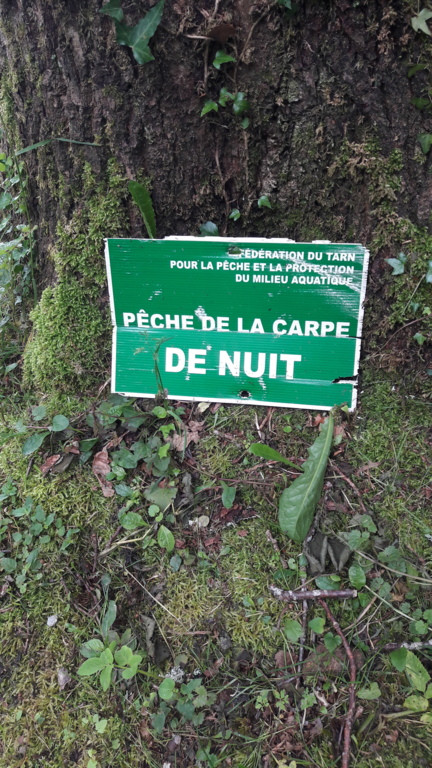 FÉDÉRATION DU TARN
POUR LA PÊCHE ET LA PROTECTION
DU MILIEU AQUATIQUE
PÊCHE DE LA CARPE
DE NUIT